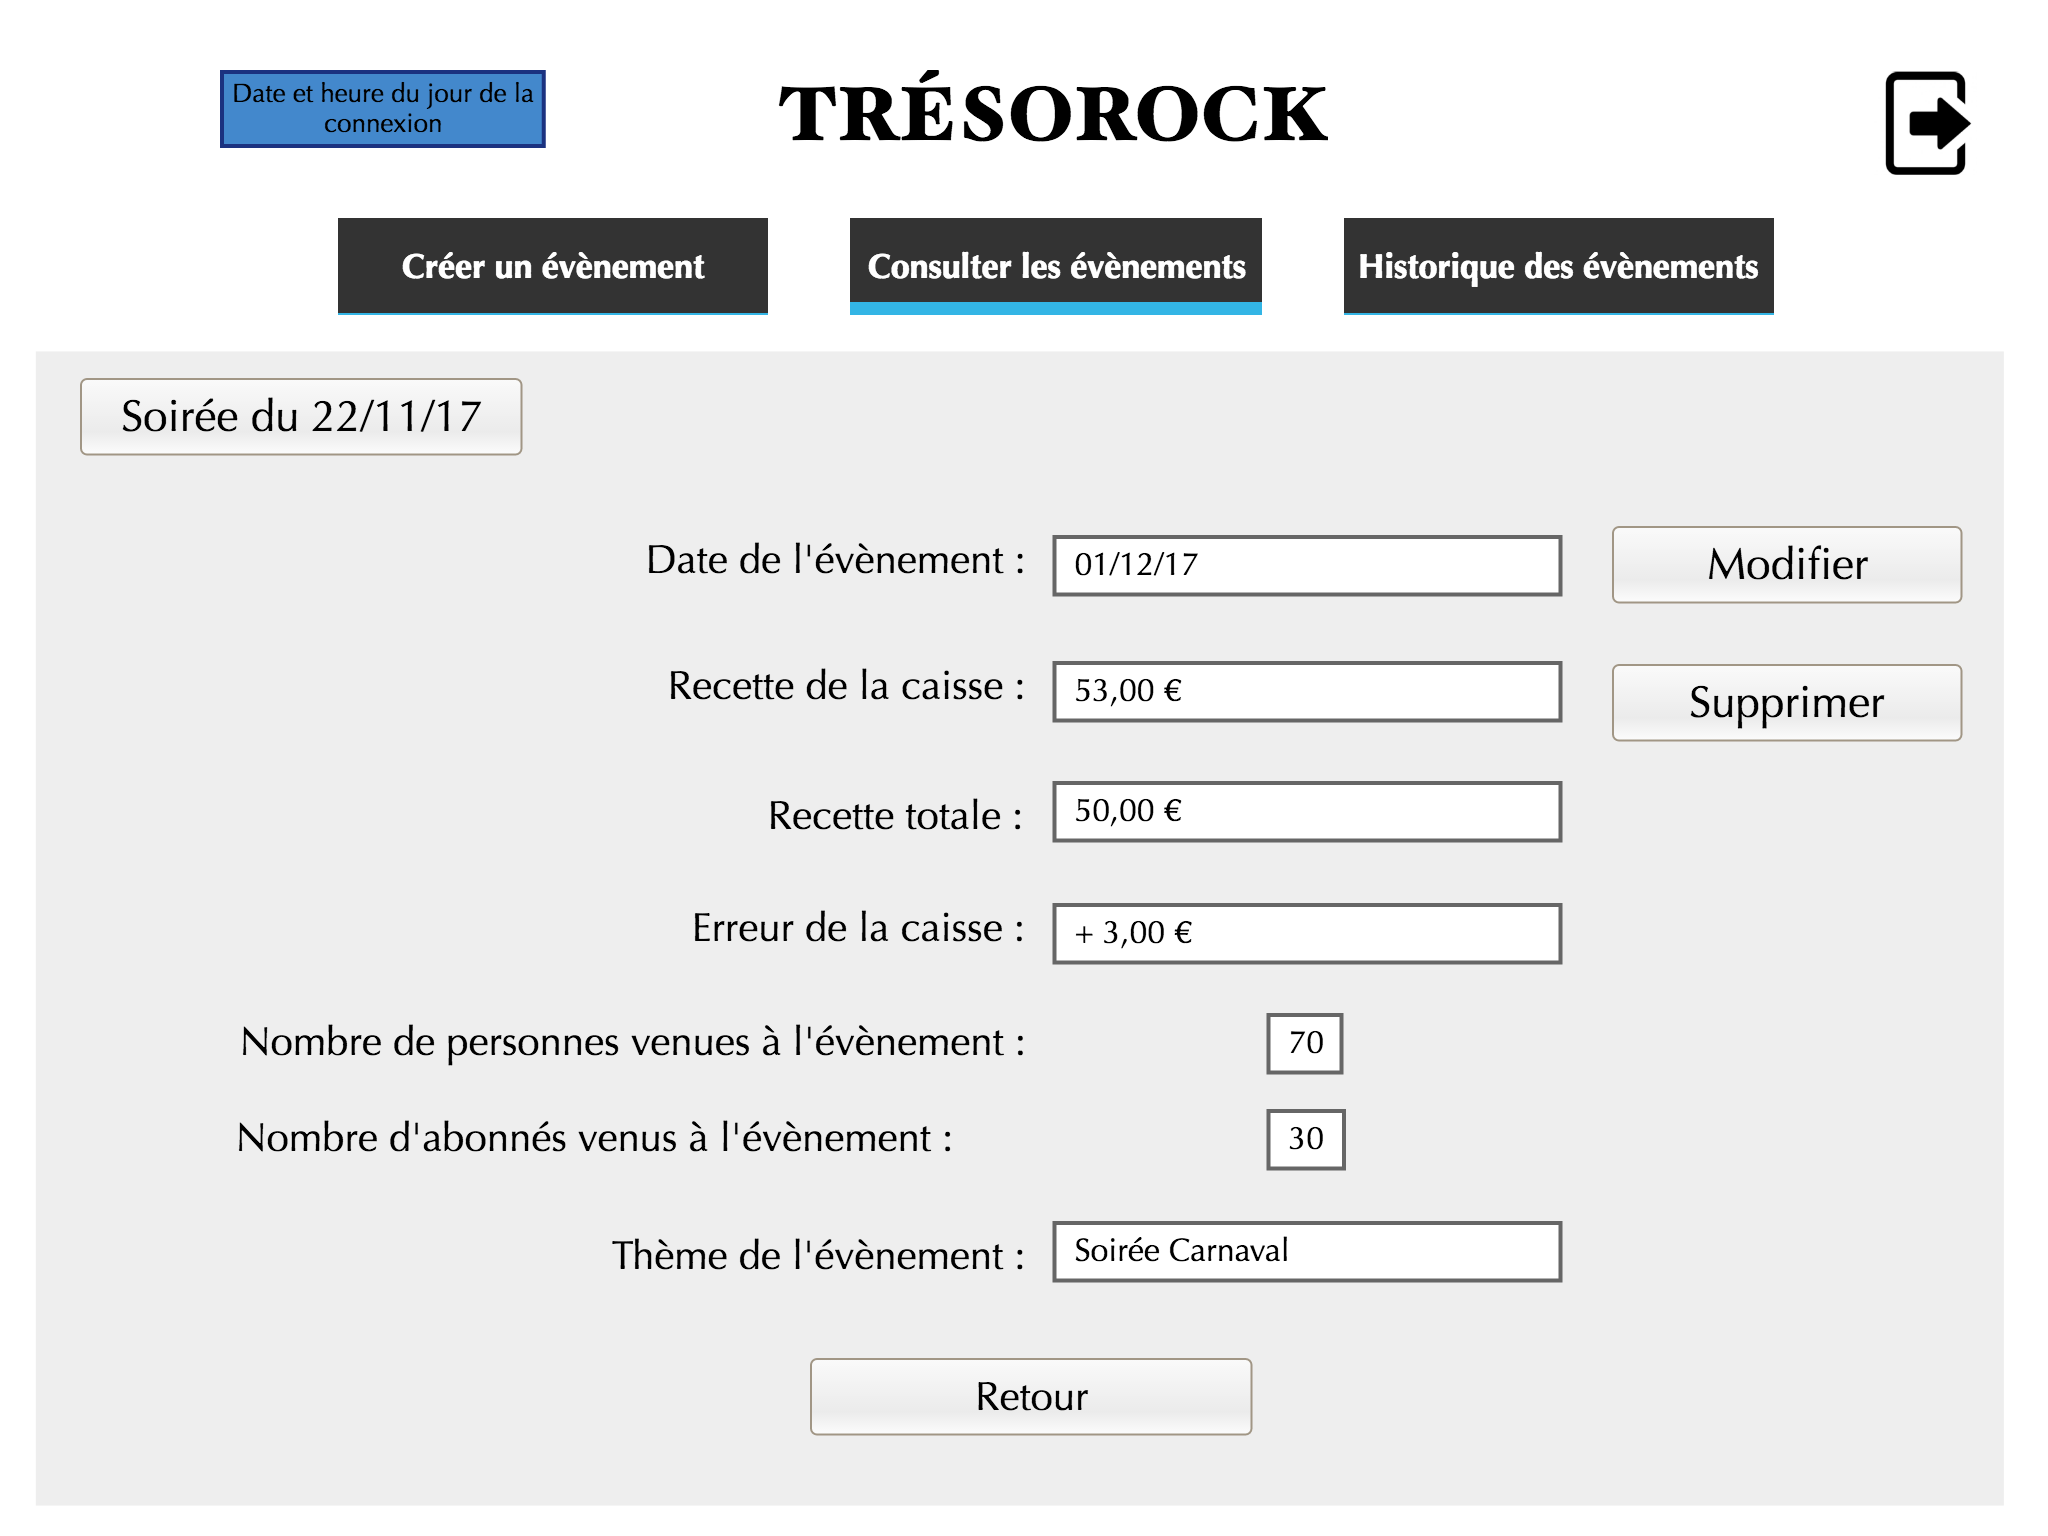 Date et heure du jour de la
connexion
TRÉSOROCK
Créer un évènement
Consulter les évènements
Historique des évènements
Soirée du 22/11/17
Date de l'évènement :
01/12/17
Modifier
Recette de la caisse :
53,00 €
Supprimer
Recette totale :
50,00 €
Erreur de la caisse :
+ 3,00 €
Nombre de personnes venues à l'évènement :
70
Nombre d'abonnés venus à l'évènement :
30
Thème de l'évènement :
Soirée Carnaval
Retour